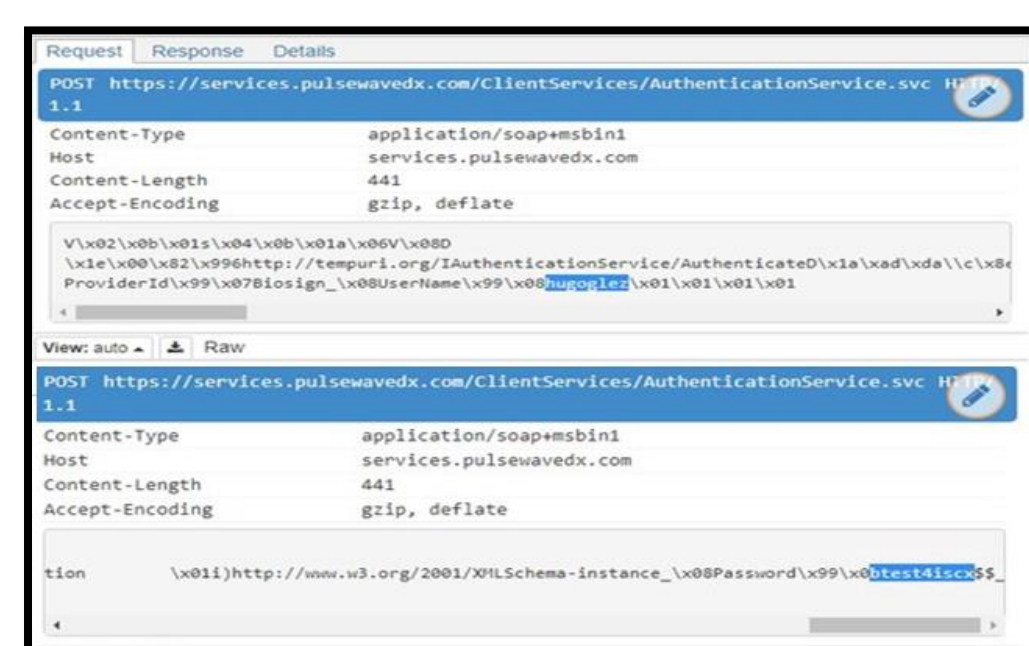 Request Response Details
POST https://services.pulsewavedx.com/ClientServices/AuthenticationService.svc HTTP/
1.1
Content-Type application/soap+msbin1
Host services.pulsewavedx.com
Content-Length 441
Accept-Encoding gzip, deflate
V\x02\x0b\x01s\x04\x0b\x01a\x06V\x08D
\x1e\x00\x82\x996http://tempuri.org/IAuthenticationService/AuthenticateD\x1a\xad\xda\\c\x8e
ProviderId\x99\x07Biosign_\x08UserName\x99\x08hugoglez\x01\x01\x01\x01
View: auto Raw
POST https://services.pulsewavedx.com/ClientServices/AuthenticationService.svc HTTP/
1.1
Content-Type application/soap+msbin1
Host services.pulsewavedx.com
Content-Length 441
Accept-Encoding gzip, deflate
tion \x01i)http://www.w3.org/2001/XMLSchema-instance_\x08Password\x99\x0btest4iscx$$_